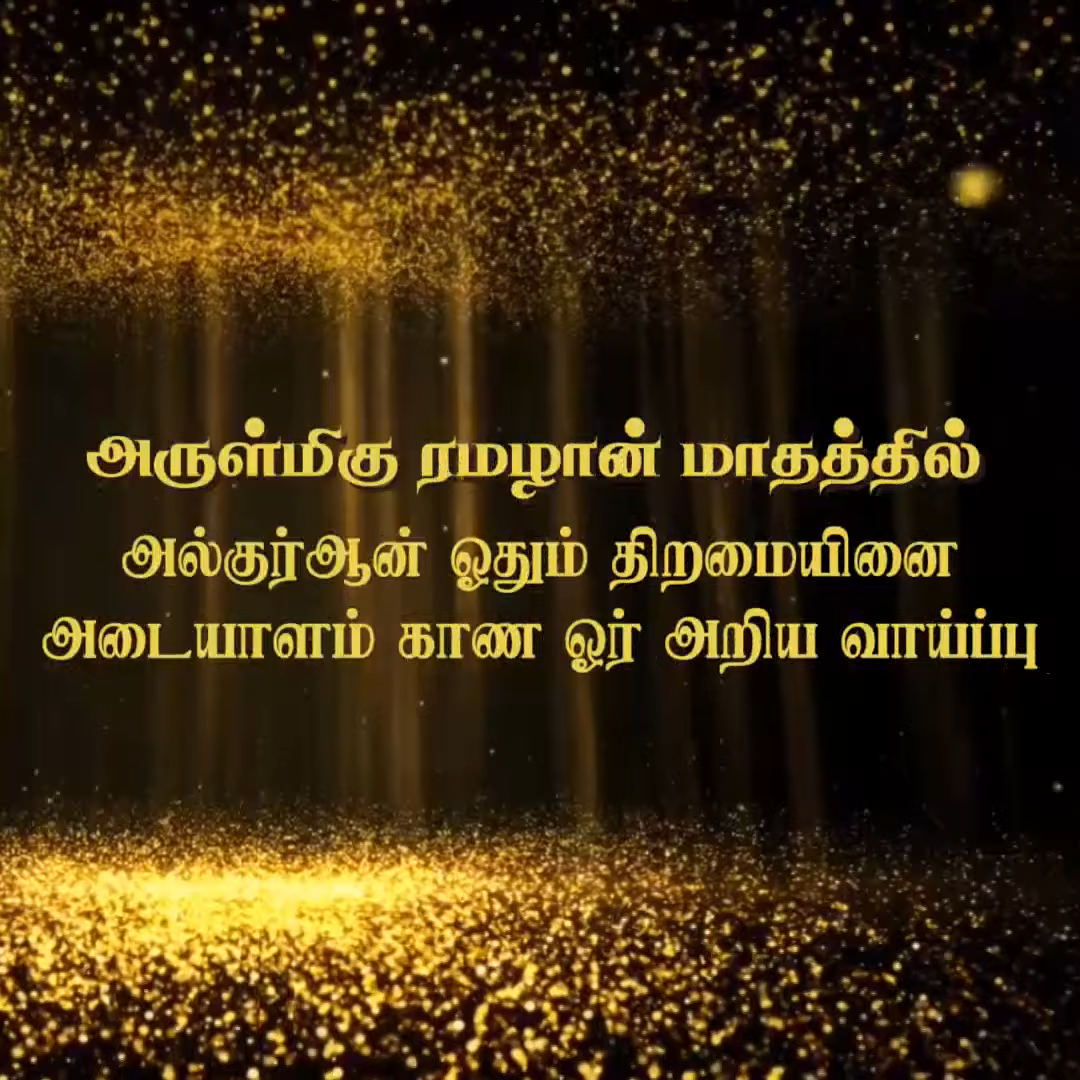 அருள்மிகு ரமழான் மாதத்தில்
அல்குர்ஆன் ஓதும் திறமையினை
அடையாளம் காண ஓர் அறிய வாய்ப்பு